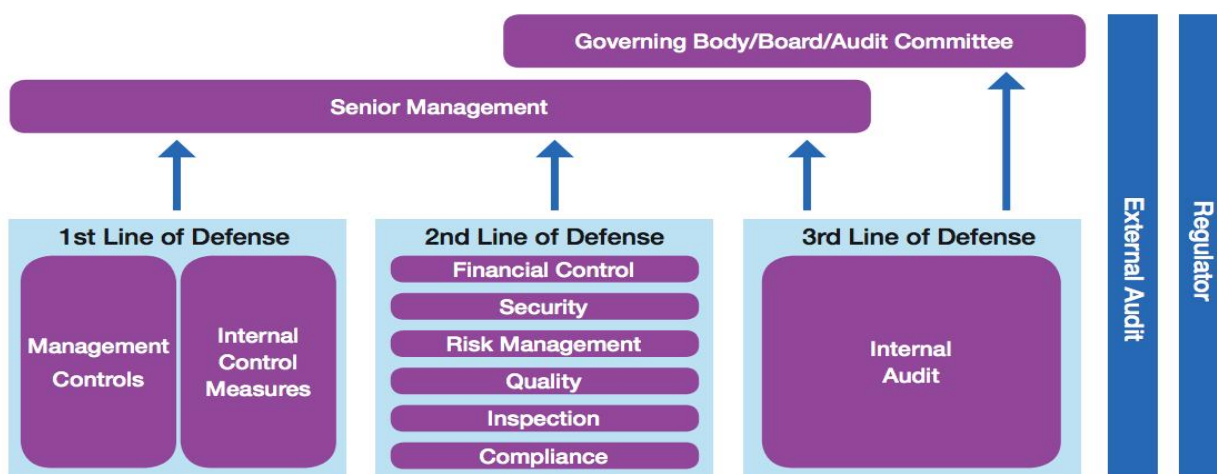 Governing Body/Board/Audit Committee
Senior Management
1st Line of Defense
Management
Controls
Internal
Control
Measures
2nd Line of Defense
Financial Control
Security
Risk Management
Quality
Inspection
Compliance
3rd Line of Defense
Internal
Audit
External Audit
Regulator